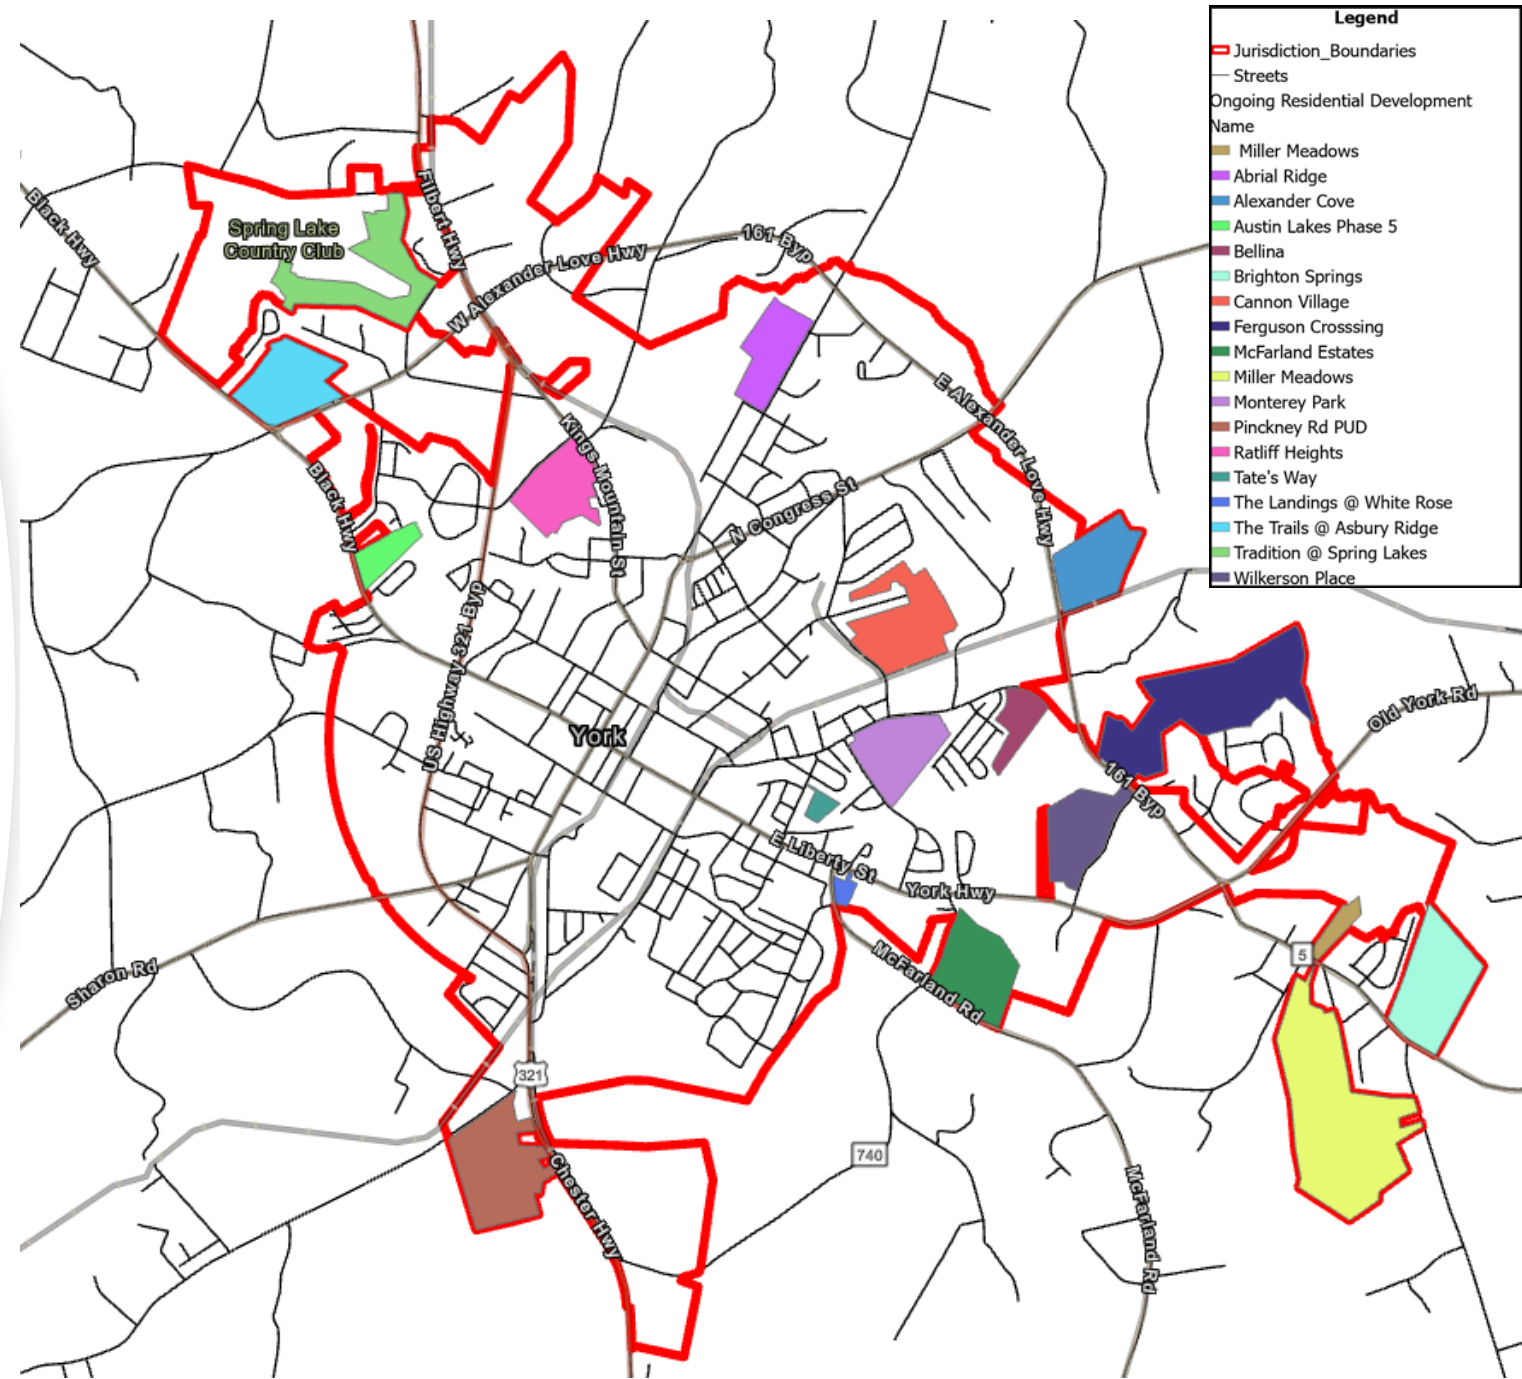 Legend
Jurisdiction_Boundaries
Streets
Ongoing Residential Development
Name
Miller Meadows
Abrial Ridge
Alexander Cove
Austin Lakes Phase 5
Bellina
Brighton Springs
Cannon Village
Ferguson Crosssing
McFarland Estates
Miller Meadows
Monterey Park
Pinckney Rd PUD
Ratliff Heights
Tate's Way
The Landings @ White Rose
The Trails @ Asbury Ridge
Tradition @ Spring Lakes
Wilkerson Place
Black Hwy
Filbert Hwy
Spring Lake
Country Club
W Alexander Love Hwy
161 Byp
E Alexander Love Hwy
Kings Mountain St
Black Hwy
N Congress St
US Highway 321 Byp
York
Old York Rd
161 Byp
E Liberty St
York Hwy
McFarland Rd
5
Sharon Rd
321
Chester Hwy
740
McFarland Rd